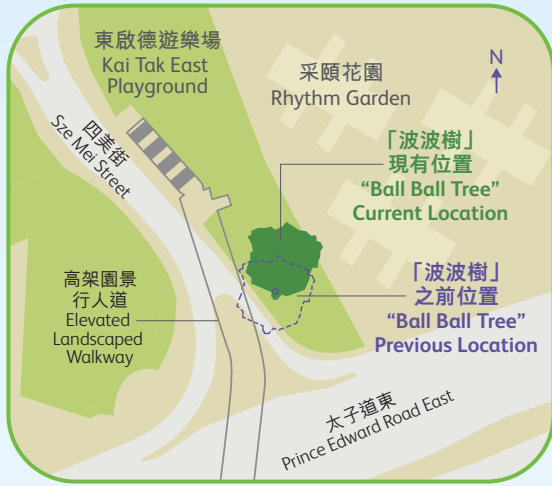 東啟德遊樂場
Kai Tak East
Playground
采頤花園
Rhythm Garden
N
四美街
Sze Mei Street
「波波樹」
現有位置
“Ball Ball Tree”
Current Location
高架園景
行人道
Elevated
Landscaped
Walkway
「波波樹」
之前位置
“Ball Ball Tree”
Previous Location
太子道東
Prince Edward Road East